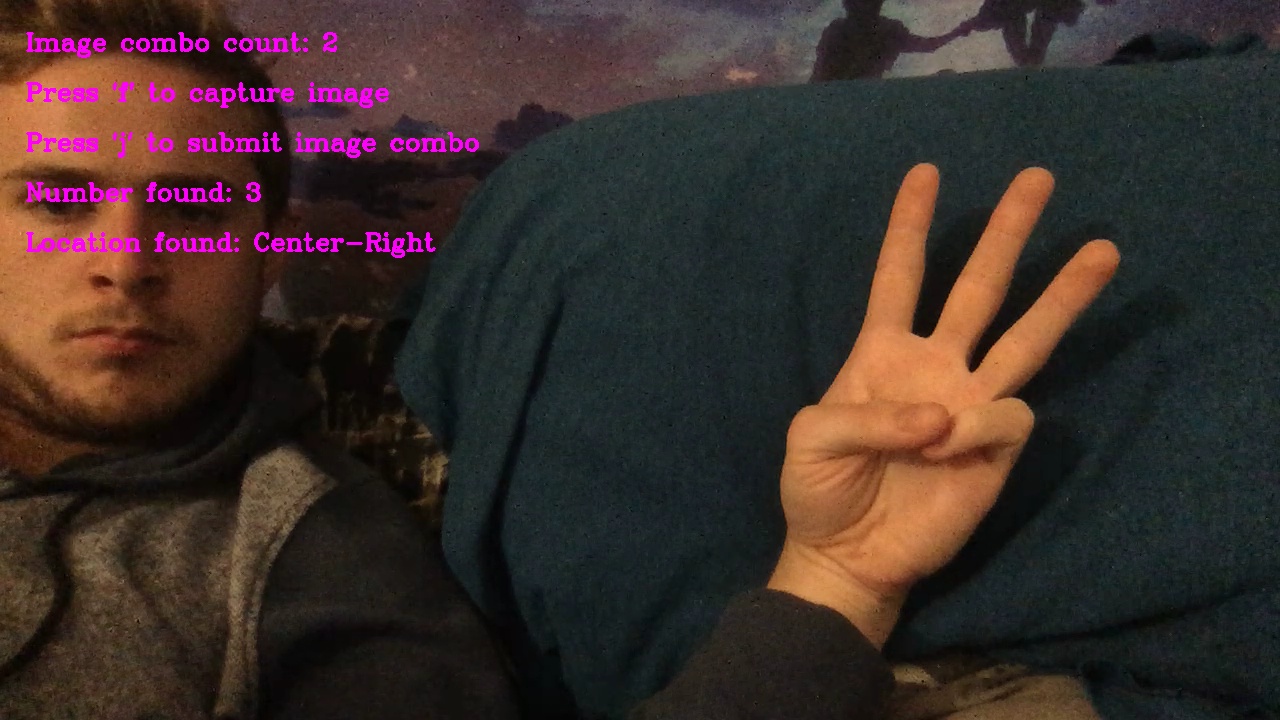 Image combo count: 2
Press 'f' to capture image
Press 'j' to submit image combo
Number found: 3
Location found: Center-Right